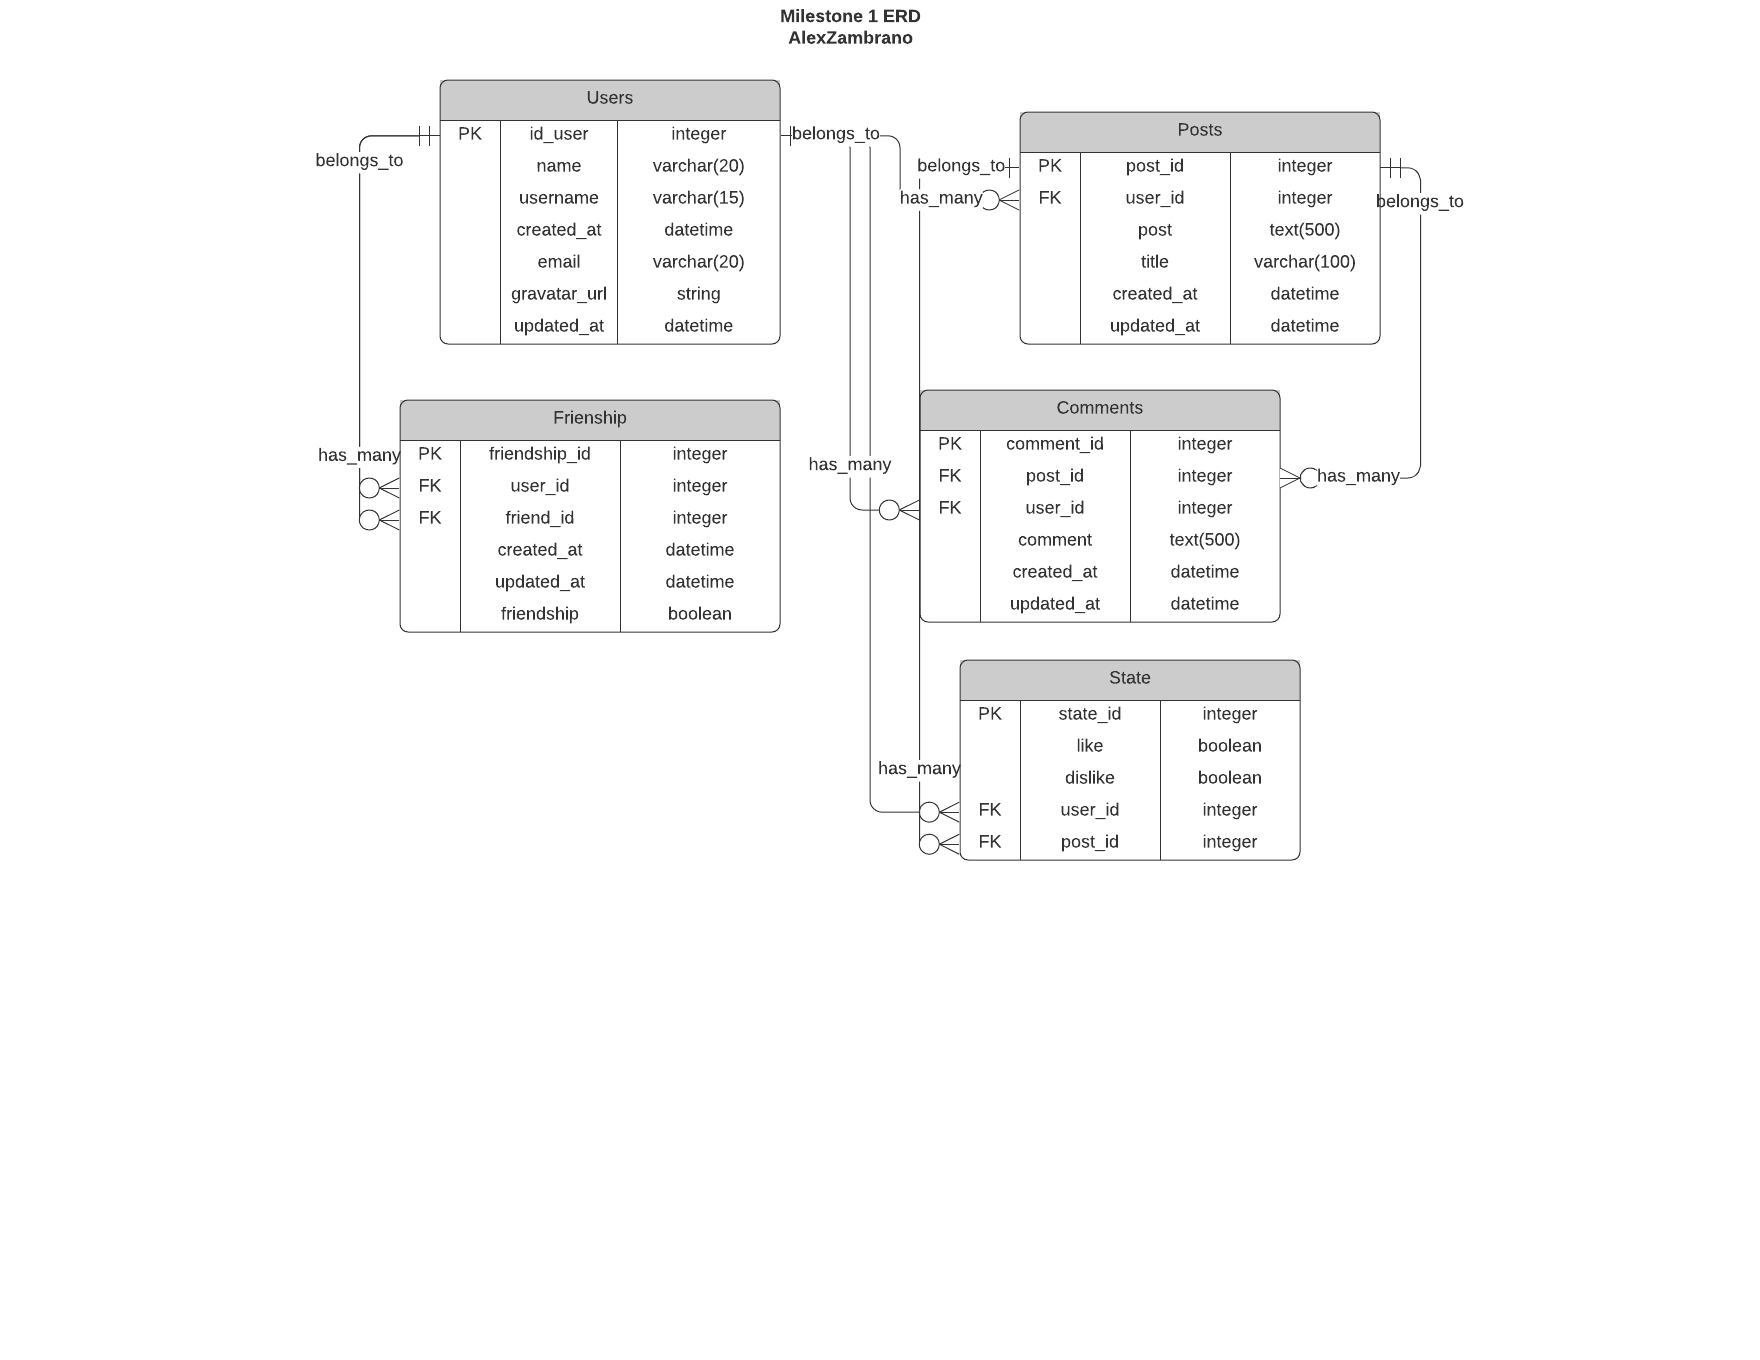 Milestone 1 ERD
AlexZambrano
Users
PK id_user integer
name varchar(20)
username varchar(15)
created_at datetime
email varchar(20)
gravatar_url string
updated_at datetime
belongs_to
belongs_to
Posts
belongs_to
PK post_id integer
has_many
FK user_id integer
post text(500)
title varchar(100)
created_at datetime
updated_at datetime
belongs_to
Frienship
has_many
PK friendship_id integer
FK user_id integer
FK friend_id integer
created_at datetime
updated_at datetime
friendship boolean
Comments
PK comment_id integer
FK post_id integer
FK user_id integer
comment text(500)
created_at datetime
updated_at datetime
has_many
has_many
State
PK state_id integer
like boolean
dislike boolean
FK user_id integer
FK post_id integer
has_many